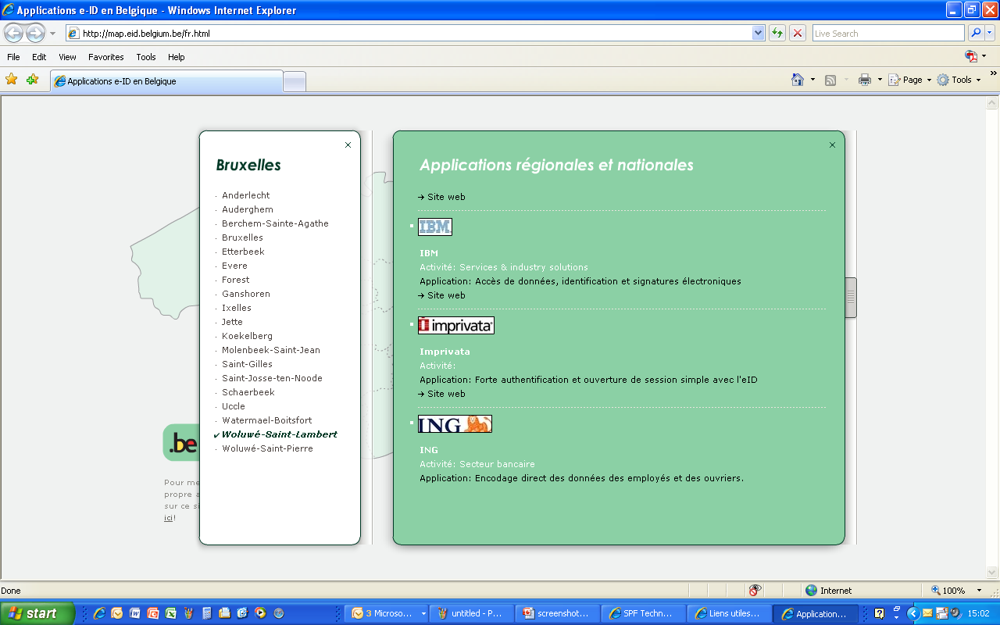 Applications e-ID en Belgique - Windows Internet Explorer
http://map.eid.belgium.be/fr.html
Live Search
File Edit View Favorites Tools Help
Applications e-ID en Belgique
Page Tools »
Bruxelles
Anderlecht
Auderghem
Berchem-Sainte-Agathe
Bruxelles
Etterbeek
Evere
Forest
Ganshoren
Ixelles
Jette
Koekelberg
Molenbeek-Saint-Jean
Saint-Gilles
Saint-Josse-ten-Noode
Schaerbeek
Uccle
Watermael-Boitsfort
Woluwé-Saint-Lambert
Woluwé-Saint-Pierre
.be
Pour me
propre a
sur ce si
ici!
Applications régionales et nationales
→ Site web
IBM
IBM
Activité: Services & industry solutions
Application: Accès de données, identification et signatures électroniques
→ Site web
imprivata
Imprivata
Activité:
Application: Forte authentification et ouverture de session simple avec l'eID
→ Site web
ING
ING
Activité: Secteur bancaire
Application: Encodage direct des données des employés et des ouvriers.
Done
Internet
100%
start
3 Microso...
untitled - P...
screenshot...
SPF Techn...
Liens utiles...
Application...
15:02